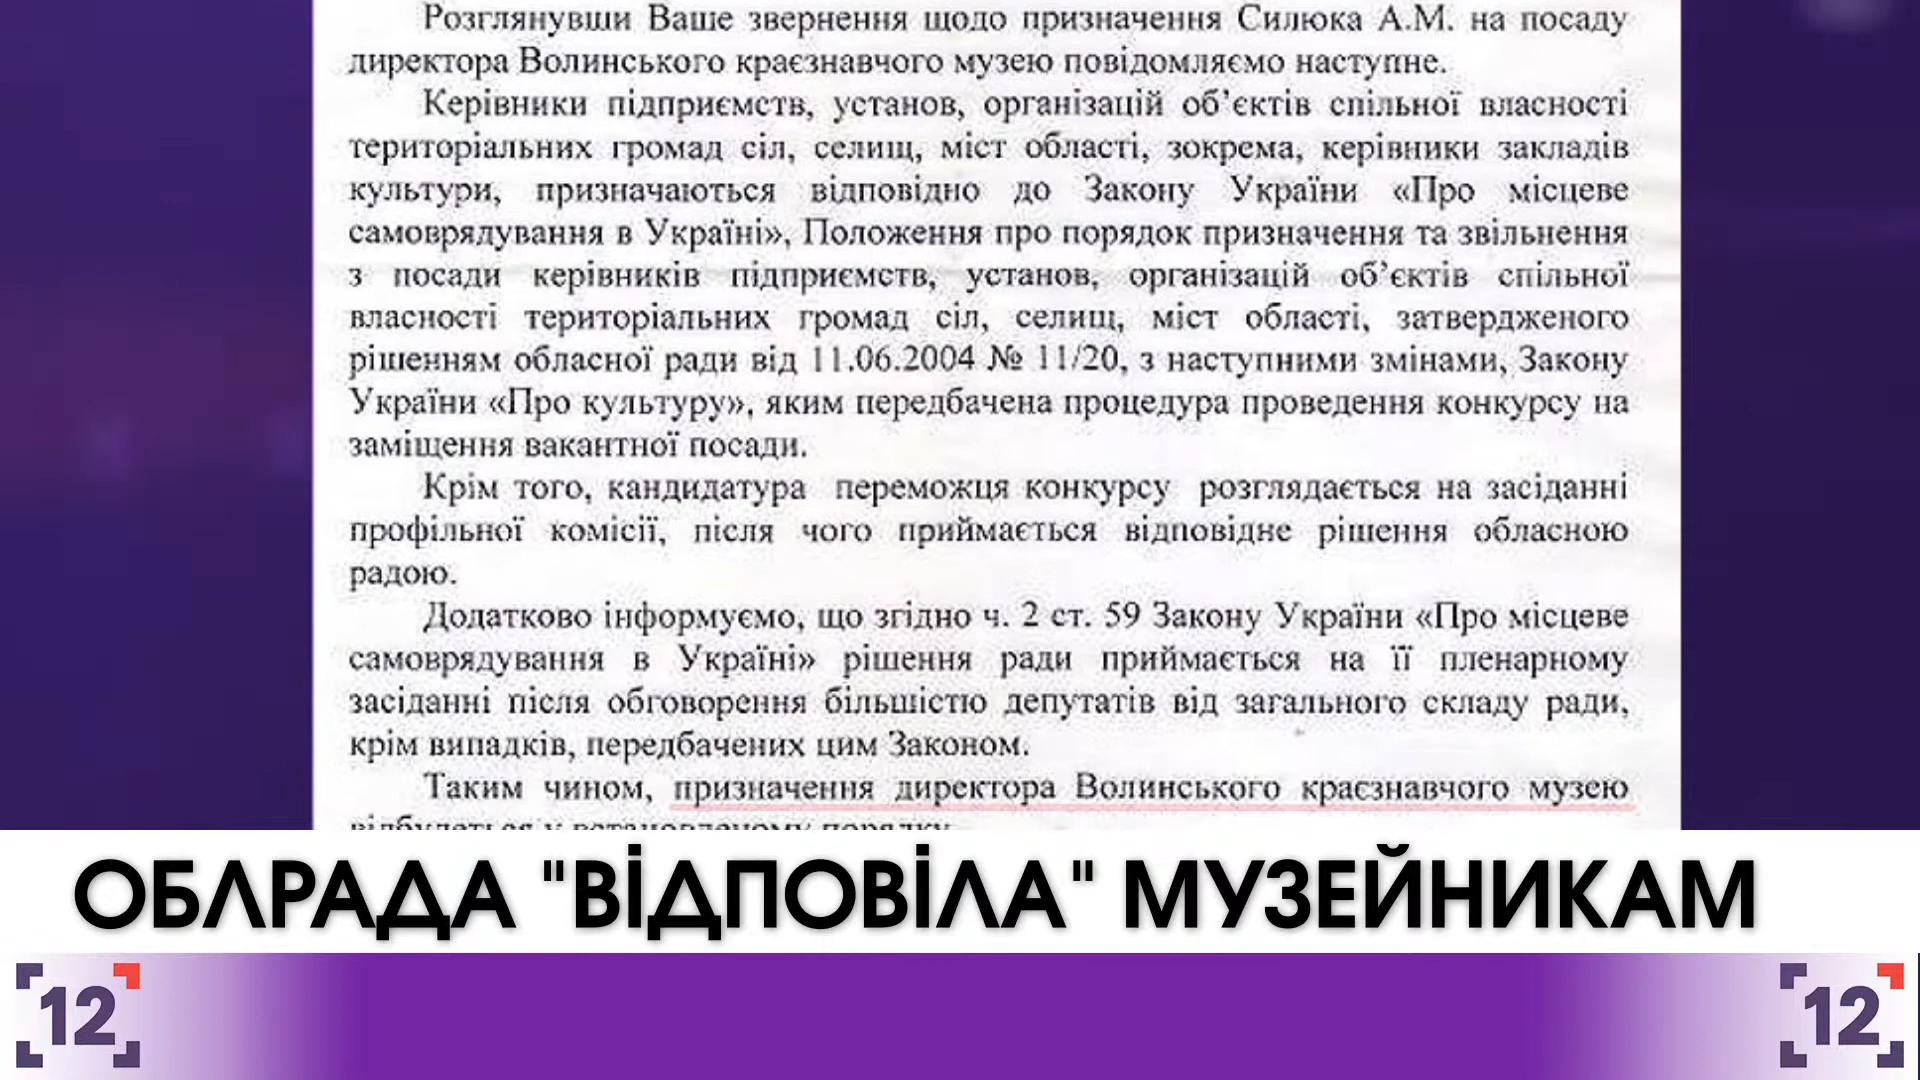 Розглянувши Ваше звернення щодо призначення Силюка А.М. на посаду
директора Волинського краєзнавчого музею повідомляємо наступне.
Керівники підприємств, установ, організацій об’єктів спільної власності
територіальних громад сіл, селищ, міст області, зокрема, керівники закладів
культури, призначаються відповідно до Закону України «Про місцеве
самоврядування в Україні», Положення про порядок призначення та звільнення
з посади керівників підприємств, установ, організацій об’єктів спільної
власності територіальних громад сіл, селищ, міст області, затвердженого
рішенням обласної ради від 11.06.2004 № 11/20, з наступними змінами, Закону
України «Про культуру», яким передбачена процедура проведення конкурсу на
заміщення вакантної посади.
Крім того, кандидатура переможця конкурсу розглядається на засіданні
профільної комісії, після чого приймається відповідне рішення обласною
радою.
Додатково інформуємо, що згідно ч. 2 ст. 59 Закону України «Про місцеве
самоврядування в Україні» рішення ради приймається на її пленарному
засіданні після обговорення більшістю депутатів від загального складу ради,
крім випадків, передбачених цим Законом.
Таким чином, призначення директора Волинського краєзнавчого музею
відбудеться у встановленому порядку.
ОБЛРАДА "ВІДПОВІЛА" МУЗЕЙНИКАМ
12
12